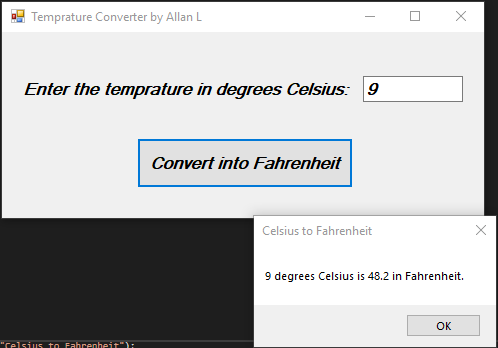 Temprature Converter by Allan L
Enter the temprature in degrees Celsius:
9
Convert into Fahrenheit
Celsius to Fahrenheit
9 degrees Celsius is 48.2 in Fahrenheit.
OK
"Celsius to Fahrenheit");